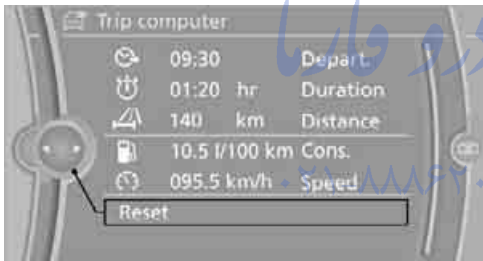 Trip computer
09:30 Depart.
01:20 hr Duration
140 km Distance
10.5 l/100 km Cons.
095.5 km/h Speed
Reset